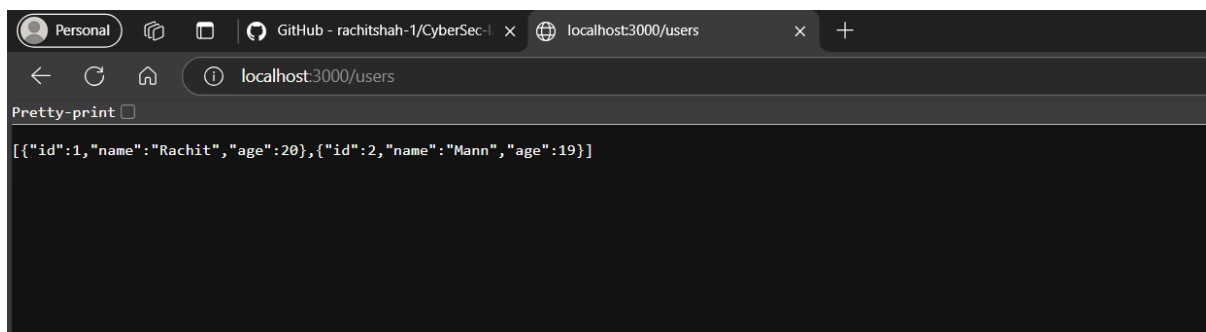 Personal
GitHub - rachitshah-1/CyberSec-
localhost:3000/users
localhost:3000/users
Pretty-print
[{"id":1,"name":"Rachit","age":20},{"id":2,"name":"Mann","age":19}]